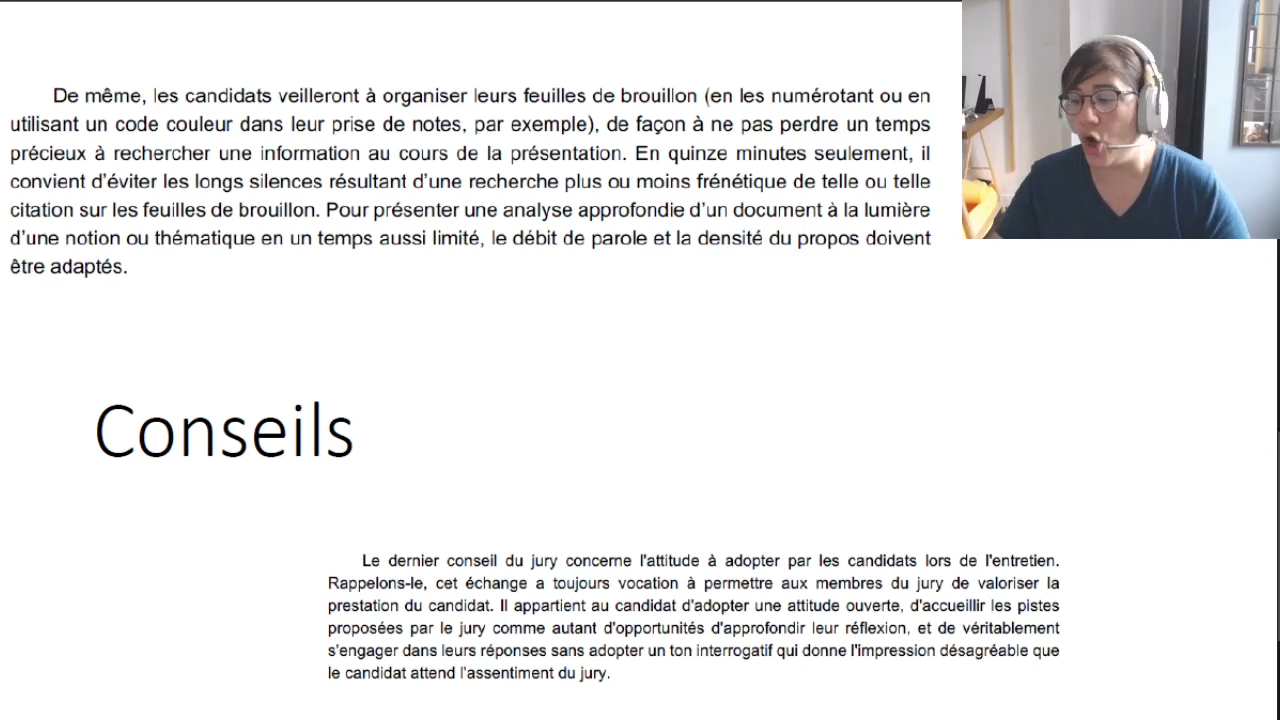 De même, les candidats veilleront à organiser leurs feuilles de brouillon (en les numérotant ou en
utilisant un code couleur dans leur prise de notes, par exemple), de façon à ne pas perdre un temps
précieux à rechercher une information au cours de la présentation. En quinze minutes seulement, il
convient d'éviter les longs silences résultant d'une recherche plus ou moins frénétique de telle ou telle
citation sur les feuilles de brouillon. Pour présenter une analyse approfondie d'un document à la lumière
d'une notion ou thématique en un temps aussi limité, le débit de parole et la densité du propos doivent
être adaptés.
Conseils
Le dernier conseil du jury concerne l'attitude à adopter par les candidats lors de l'entretien.
Rappelons-le, cet échange a toujours vocation à permettre aux membres du jury de valoriser la
prestation du candidat. Il appartient au candidat d'adopter une attitude ouverte, d'accueillir les pistes
proposées par le jury comme autant d'opportunités d'approfondir leur réflexion, et de véritablement
s'engager dans leurs réponses sans adopter un ton interrogatif qui donne l'impression désagréable que
le candidat attend l'assentiment du jury.